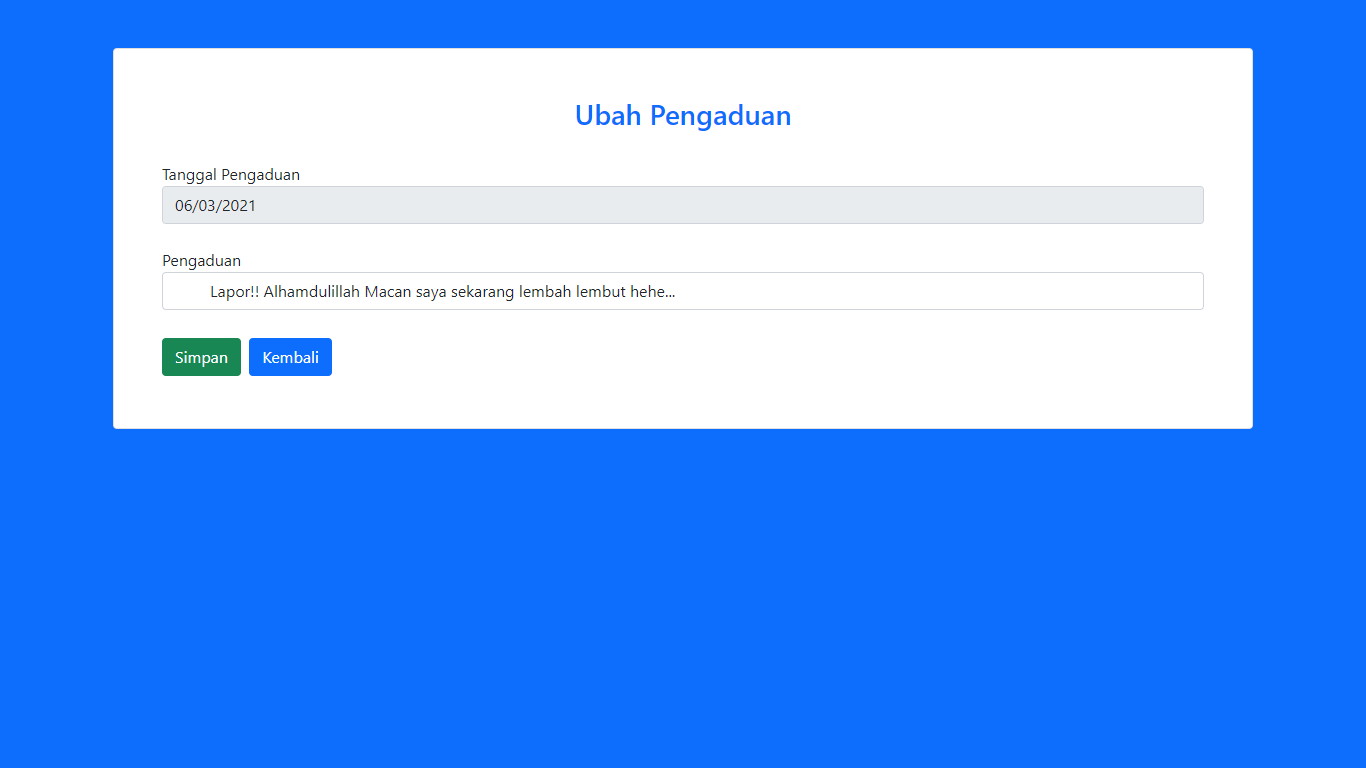 Ubah Pengaduan
Tanggal Pengaduan
06/03/2021
Pengaduan
Lapor!! Alhamdulillah Macan saya sekarang lembah lembut hehe...
Simpan Kembali